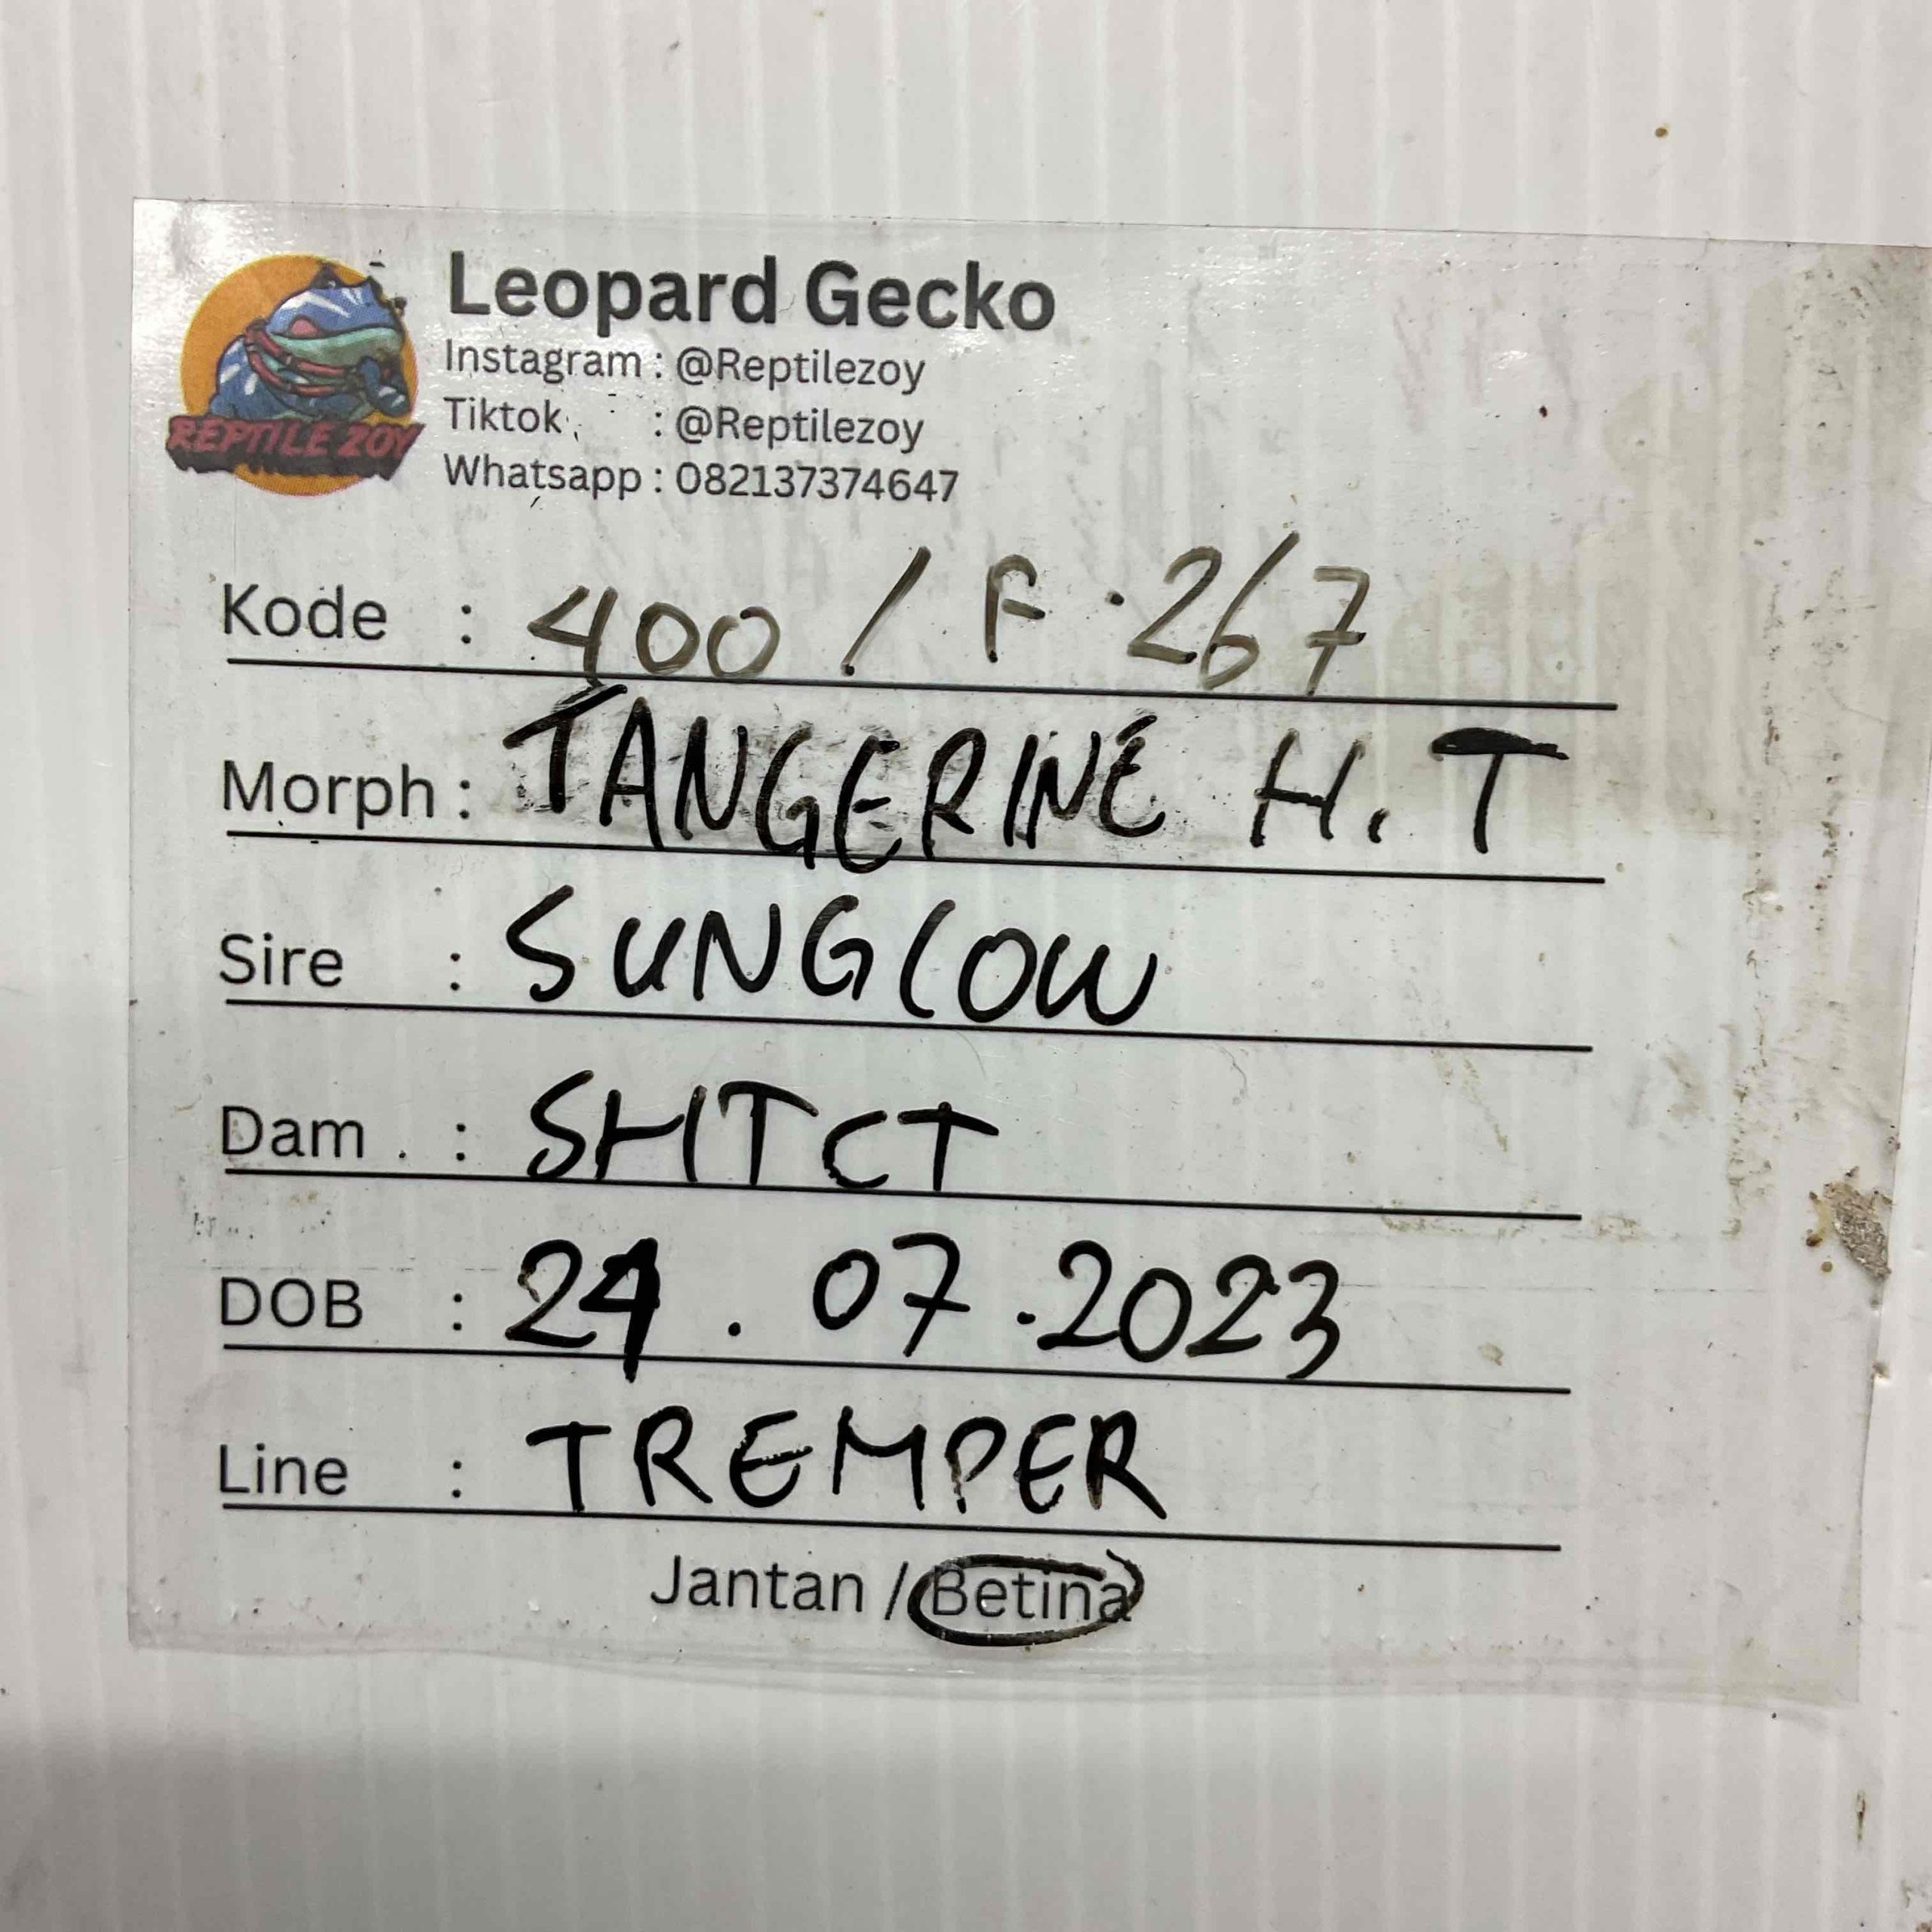 REPTILE ZOY
Leopard Gecko
Instagram : @Reptilezoy
Tiktok : @Reptilezoy
Whatsapp : 082137374647
Kode : 400 / F.267
Morph : TANGERINE H.T
Sire : SUNGLOW
Dam : SHTCT
DOB : 24.07.2023
Line : TREMPER
Jantan / Betina